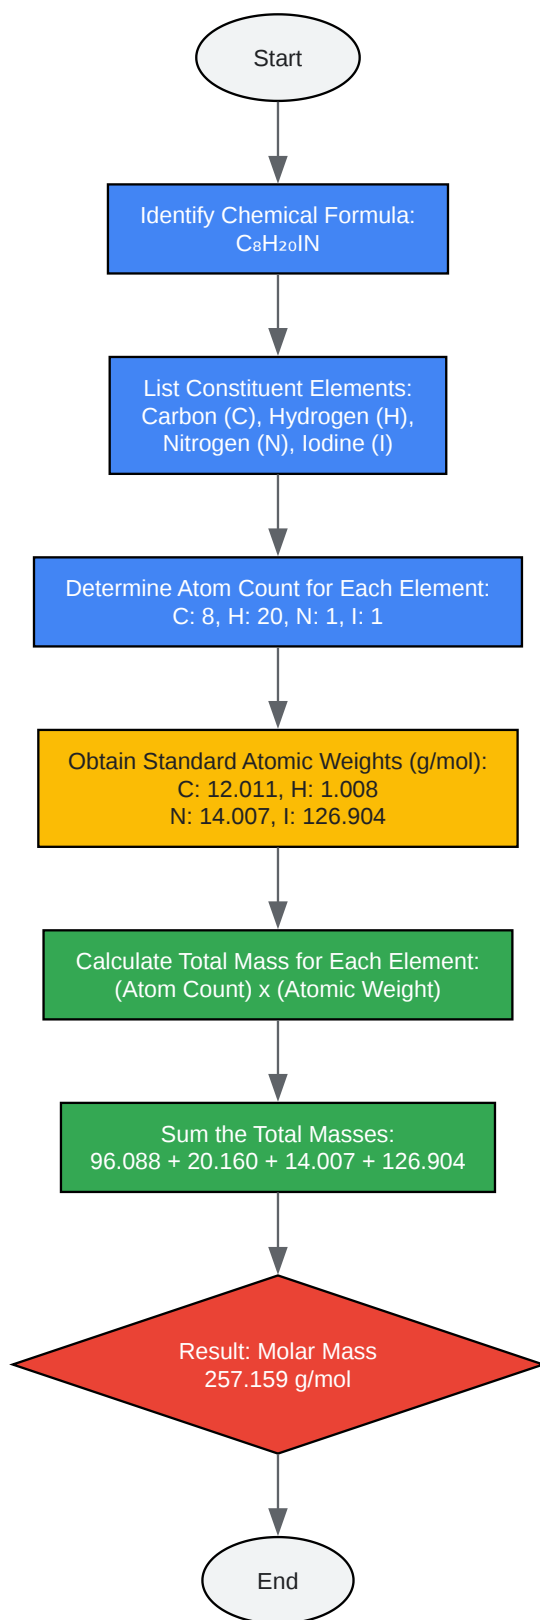 Start
Identify Chemical Formula:
C₈H₂₀IN
List Constituent Elements:
Carbon (C), Hydrogen (H),
Nitrogen (N), Iodine (I)
Determine Atom Count for Each Element:
C: 8, H: 20, N: 1, I: 1
Obtain Standard Atomic Weights (g/mol):
C: 12.011, H: 1.008
N: 14.007, I: 126.904
Calculate Total Mass for Each Element:
(Atom Count) x (Atomic Weight)
Sum the Total Masses:
96.088 + 20.160 + 14.007 + 126.904
Result: Molar Mass
257.159 g/mol
End